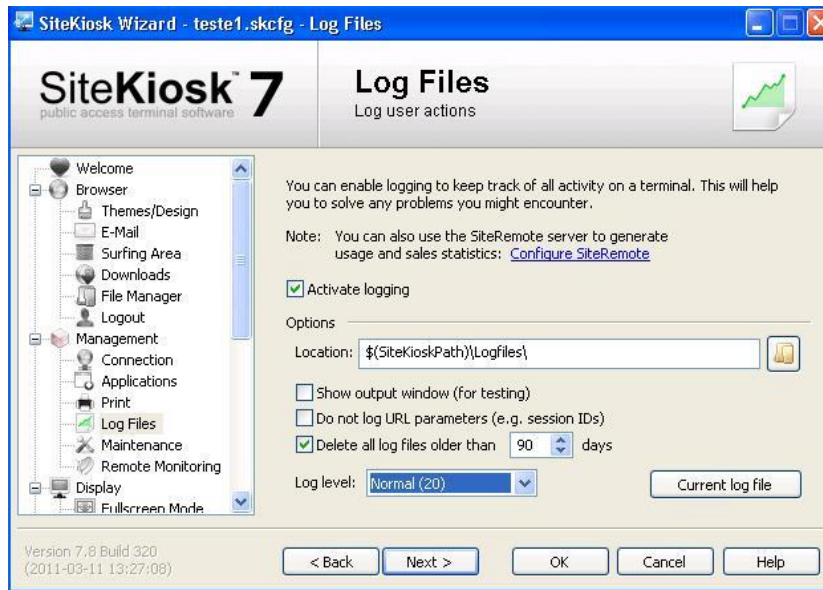 SiteKiosk Wizard - teste1.skcfg - Log Files
SiteKiosk™ 7
public access terminal software
Log Files
Log user actions
Welcome
Browser
Themes/Design
E-Mail
Surfing Area
Downloads
File Manager
Logout
Management
Connection
Applications
Print
Log Files
Maintenance
Remote Monitoring
Display
Fullscreen Mode
You can enable logging to keep track of all activity on a terminal. This will help
you to solve any problems you might encounter.
Note: You can also use the SiteRemote server to generate
usage and sales statistics: Configure SiteRemote
Activate logging
Options
Location: $(SiteKioskPath)\Logfiles\
Show output window (for testing)
Do not log URL parameters (e.g. session IDs)
Delete all log files older than 90 days
Log level: Normal (20) Current log file
Version 7.8 Build 320
(2011-03-11 13:27:08)
< Back Next > OK Cancel Help